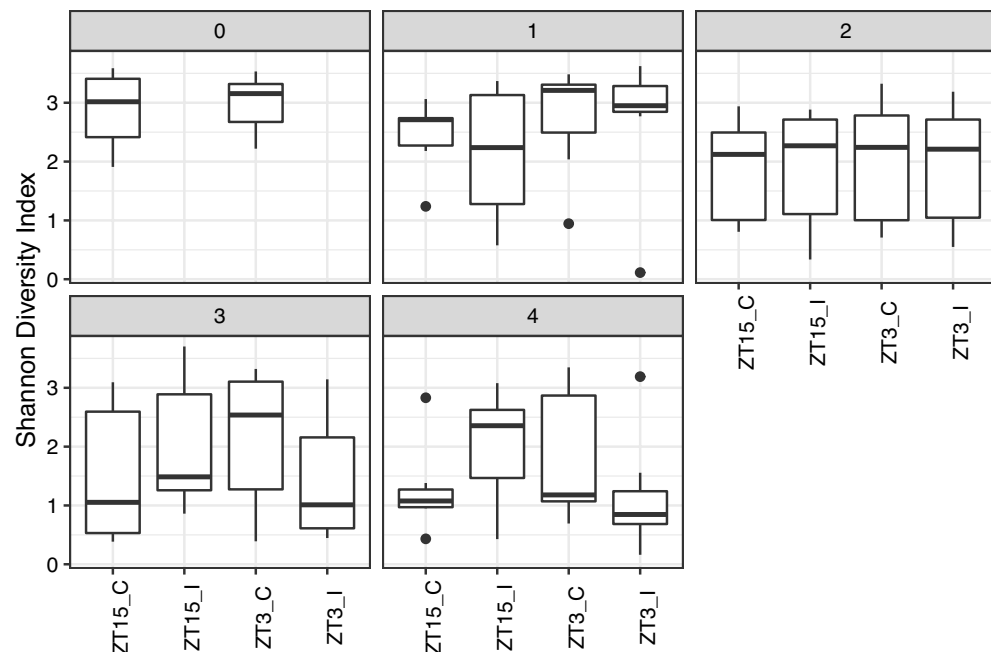 0
1
2
3
2
1
0
ZT15_C
ZT15_I
ZT3_C
ZT3_I
3
4
3
2
1
0
ZT15_C
ZT15_I
ZT3_C
ZT3_I
ZT15_C
ZT15_I
ZT3_C
ZT3_I
Shannon Diversity Index